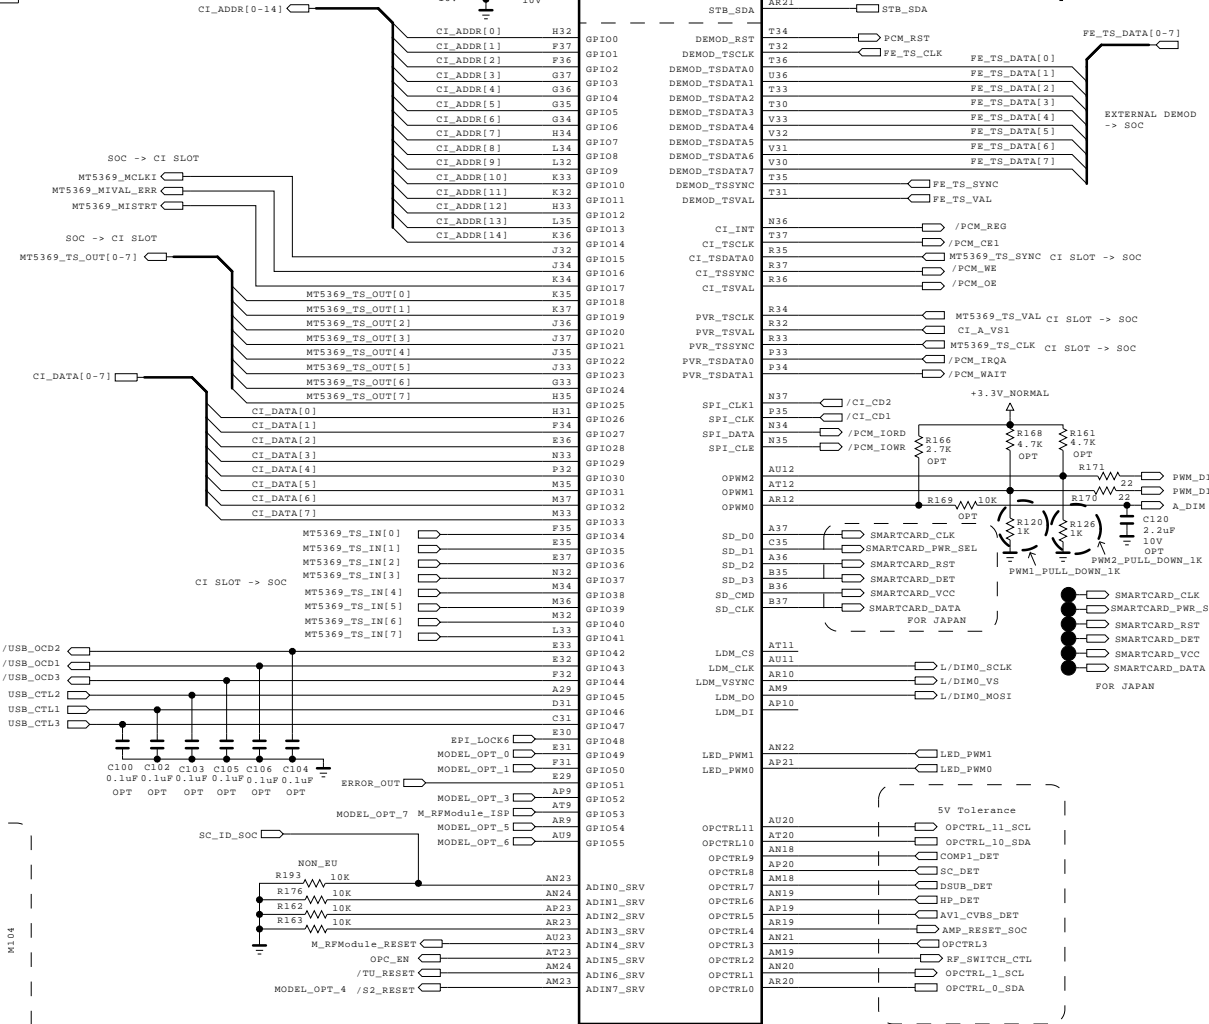 CI_ADDR[0-14]
10V
STB_SDA
AR21
STB_SDA
CI_ADDR[0] H32 GPIO0
CI_ADDR[1] F37 GPIO1
CI_ADDR[2] F36 GPIO2
CI_ADDR[3] G37 GPIO3
CI_ADDR[4] G36 GPIO4
CI_ADDR[5] G35 GPIO5
CI_ADDR[6] G34 GPIO6
CI_ADDR[7] H34 GPIO7
CI_ADDR[8] L34 GPIO8
CI_ADDR[9] L32 GPIO9
CI_ADDR[10] K33 GPIO10
CI_ADDR[11] K32 GPIO11
CI_ADDR[12] H33 GPIO12
CI_ADDR[13] L35 GPIO13
CI_ADDR[14] K36 GPIO14
SOC -> CI SLOT
MT5369_MCLKI J32 GPIO15
MT5369_MIVAL_ERR J34 GPIO16
MT5369_MISTRT K34 GPIO17
SOC -> CI SLOT
MT5369_TS_OUT[0-7]
MT5369_TS_OUT[0] K35 GPIO18
MT5369_TS_OUT[1] K37 GPIO19
MT5369_TS_OUT[2] J36 GPIO20
MT5369_TS_OUT[3] J37 GPIO21
MT5369_TS_OUT[4] J35 GPIO22
MT5369_TS_OUT[5] J33 GPIO23
MT5369_TS_OUT[6] G33 GPIO24
MT5369_TS_OUT[7] H35 GPIO25
CI_DATA[0-7]
CI_DATA[0] H31 GPIO26
CI_DATA[1] F34 GPIO27
CI_DATA[2] E36 GPIO28
CI_DATA[3] N33 GPIO29
CI_DATA[4] P32 GPIO30
CI_DATA[5] M35 GPIO31
CI_DATA[6] M37 GPIO32
CI_DATA[7] M33 GPIO33
MT5369_TS_IN[0] F35 GPIO34
MT5369_TS_IN[1] E35 GPIO35
MT5369_TS_IN[2] E37 GPIO36
MT5369_TS_IN[3] N32 GPIO37
CI SLOT -> SOC
MT5369_TS_IN[4] M34 GPIO38
MT5369_TS_IN[5] M36 GPIO39
MT5369_TS_IN[6] M32 GPIO40
MT5369_TS_IN[7] L33 GPIO41
/USB_OCD2 E33 GPIO42
/USB_OCD1 E32 GPIO43
/USB_OCD3 F32 GPIO44
USB_CTL2 A29 GPIO45
USB_CTL1 D31 GPIO46
USB_CTL3 C31 GPIO47
C100 C102 C103 C105 C106 C104
0.1uF 0.1uF 0.1uF 0.1uF 0.1uF 0.1uF
OPT OPT OPT OPT OPT OPT
EPI_LOCK6 E30 GPIO48
MODEL_OPT_0 E31 GPIO49
MODEL_OPT_1 F31 GPIO50
ERROR_OUT E29 GPIO51
MODEL_OPT_3 AP9 GPIO52
MODEL_OPT_7 M_RFModule_ISP AT9 GPIO53
MODEL_OPT_5 AR9 GPIO54
MODEL_OPT_6 AU9 GPIO55
SC_ID_SOC
NON_EU
R193 10K AN23 ADIN0_SRV
R176 10K AN24 ADIN1_SRV
R162 10K AP23 ADIN2_SRV
R163 10K AR23 ADIN3_SRV
M_RFModule_RESET AU23 ADIN4_SRV
OPC_EN AT23 ADIN5_SRV
/TU_RESET AM24 ADIN6_SRV
MODEL_OPT_4 /S2_RESET AM23 ADIN7_SRV
M104
DEMOD_RST T34 PCM_RST
DEMOD_TSCLK T32 FE_TS_CLK
FE_TS_DATA[0-7]
DEMOD_TSDATA0 T36 FE_TS_DATA[0]
DEMOD_TSDATA1 U36 FE_TS_DATA[1]
DEMOD_TSDATA2 T33 FE_TS_DATA[2]
DEMOD_TSDATA3 T30 FE_TS_DATA[3]
DEMOD_TSDATA4 V33 FE_TS_DATA[4]
DEMOD_TSDATA5 V32 FE_TS_DATA[5]
DEMOD_TSDATA6 V31 FE_TS_DATA[6]
DEMOD_TSDATA7 V30 FE_TS_DATA[7]
EXTERNAL DEMOD
-> SOC
DEMOD_TSSYNC T35 FE_TS_SYNC
DEMOD_TSVAL T31 FE_TS_VAL
CI_INT N36 /PCM_REG
CI_TSCLK T37 /PCM_CE1
CI_TSDATA0 R35 MT5369_TS_SYNC CI SLOT -> SOC
CI_TSSYNC R37 /PCM_WE
CI_TSVAL R36 /PCM_OE
PVR_TSCLK R34 MT5369_TS_VAL CI SLOT -> SOC
PVR_TSVAL R32 CI_A_VS1
PVR_TSSYNC R33 MT5369_TS_CLK CI SLOT -> SOC
PVR_TSDATA0 P33 /PCM_IRQA
PVR_TSDATA1 P34 /PCM_WAIT
SPI_CLK1 N37 /CI_CD2
SPI_CLK P35 /CI_CD1
SPI_DATA N34 /PCM_IORD
SPI_CLE N35 /PCM_IOWR
+3.3V_NORMAL
R166 2.7K OPT
R168 4.7K OPT
R161 4.7K OPT
OPWM2 AU12 R171 22
OPWM1 AT12 R170 22
OPWM0 AR12 R169 10K OPT A_DIM
R120 1K
R126 1K
C120
2.2uF
10V
OPT
PWM2_PULL_DOWN_1K
PWM1_PULL_DOWN_1K
SD_D0 A37 SMARTCARD_CLK
SD_D1 C35 SMARTCARD_PWR_SEL
SD_D2 A36 SMARTCARD_RST
SD_D3 B35 SMARTCARD_DET
SD_CMD B36 SMARTCARD_VCC
SD_CLK B37 SMARTCARD_DATA
FOR JAPAN
SMARTCARD_CLK
SMARTCARD_PWR_S
SMARTCARD_RST
SMARTCARD_DET
SMARTCARD_VCC
SMARTCARD_DATA
FOR JAPAN
LDM_CS AT11
LDM_CLK AU11 L/DIM0_SCLK
LDM_VSYNC AR10 L/DIM0_VS
LDM_DO AM9 L/DIM0_MOSI
LDM_DI AP10
LED_PWM1 AN22 LED_PWM1
LED_PWM0 AP21 LED_PWM0
5V Tolerance
OPCTRL11 AU20 OPCTRL_11_SCL
OPCTRL10 AT20 OPCTRL_10_SDA
OPCTRL9 AN18 COMP1_DET
OPCTRL8 AP20 SC_DET
OPCTRL7 AM18 DSUB_DET
OPCTRL6 AN19 HP_DET
OPCTRL5 AP19 AV1_CVBS_DET
OPCTRL4 AR19 AMP_RESET_SOC
OPCTRL3 AN21 OPCTRL3
OPCTRL2 AM19 RF_SWITCH_CTL
OPCTRL1 AN20 OPCTRL_1_SCL
OPCTRL0 AR20 OPCTRL_0_SDA